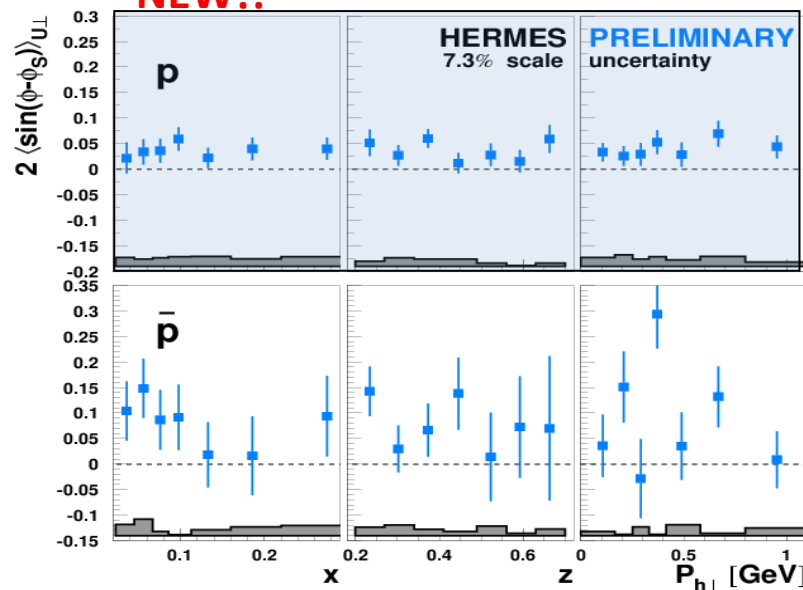 NEW!!
2 ⟨sin(ϕ-ϕS)⟩U⊥
HERMES PRELIMINARY
7.3% scale uncertainty
p
0.3
0.25
0.2
0.15
0.1
0.05
0
-0.05
-0.1
-0.15
-0.2
p̄
0.35
0.3
0.25
0.2
0.15
0.1
0.05
0
-0.05
-0.1
-0.15
0.1 0.2 0.2 0.4 0.6 0 0.5 1
x z Ph⊥ [GeV]